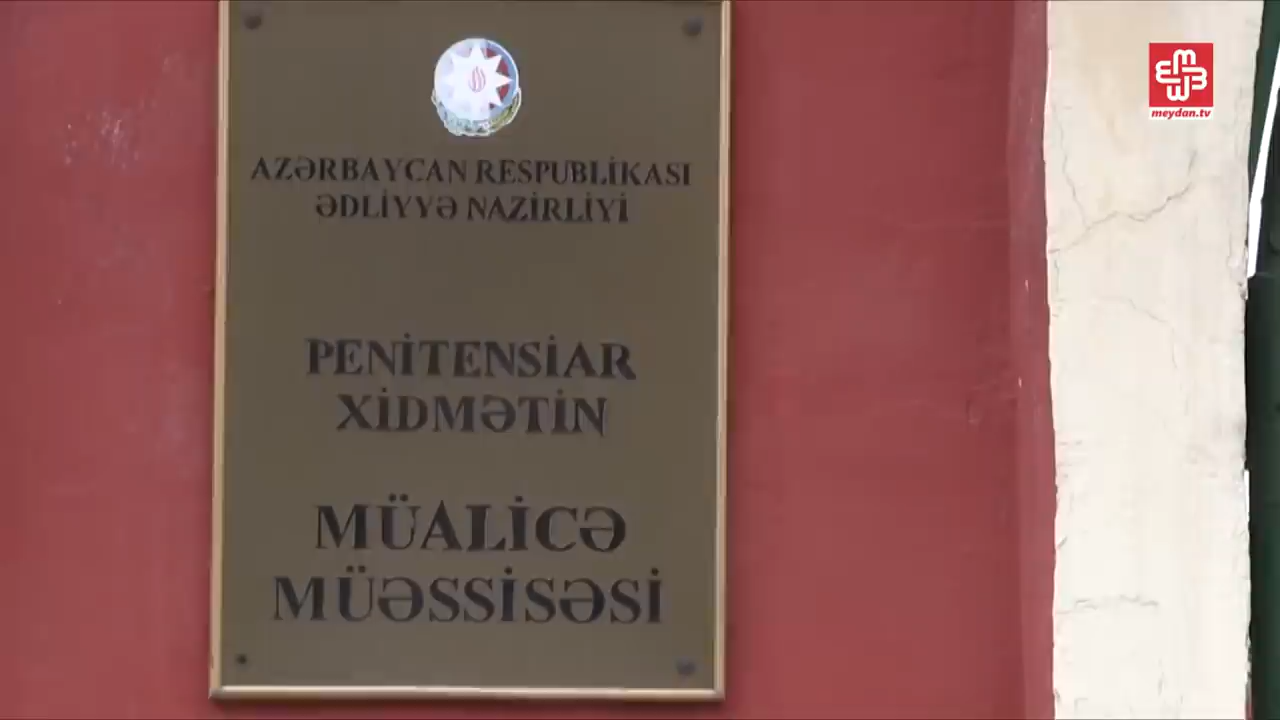 AZƏRBAYCAN RESPUBLİKASI
ƏDLİYYƏ NAZİRLİYİ
PENİTENSİAR
XİDMƏTİN
MÜALİCƏ
MÜƏSSİSƏSİ
meydan.tv